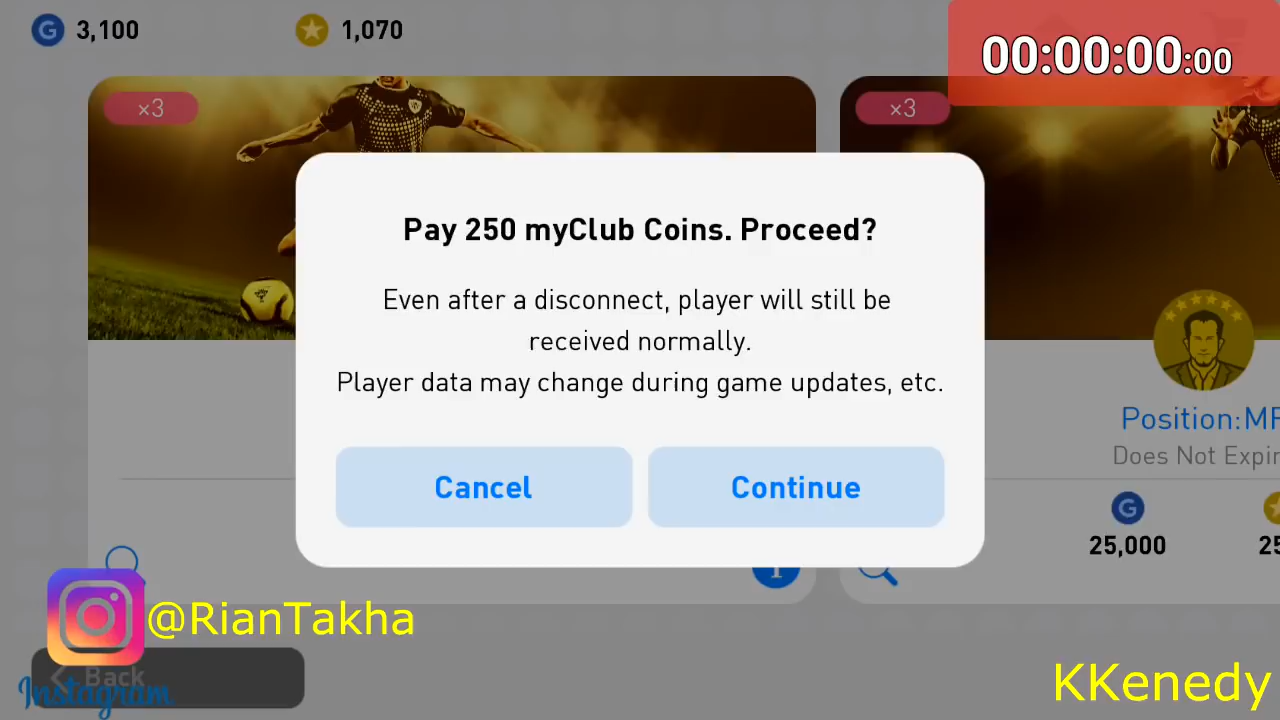 3,100
1,070
00:00:00:00
×3
×3
Pay 250 myClub Coins. Proceed?
Even after a disconnect, player will still be
received normally.
Player data may change during game updates, etc.
Cancel
Continue
Position:MF
Does Not Expir
25,000
25
@RianTakha
Back
Instagram
KKenedy